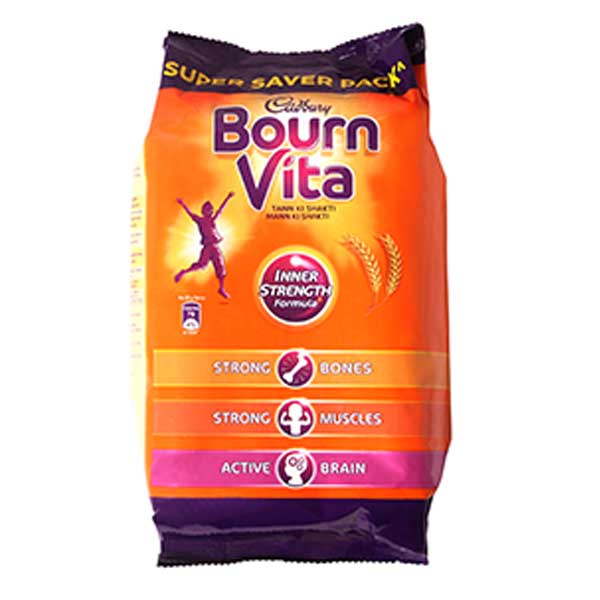 SUPER SAVER PACK^
Cadbury
Bourn
Vita
TANN KI SHAKTI
MANN KI SHAKTI
INNER
STRENGTH
Formula
STRONG BONES
STRONG MUSCLES
ACTIVE BRAIN